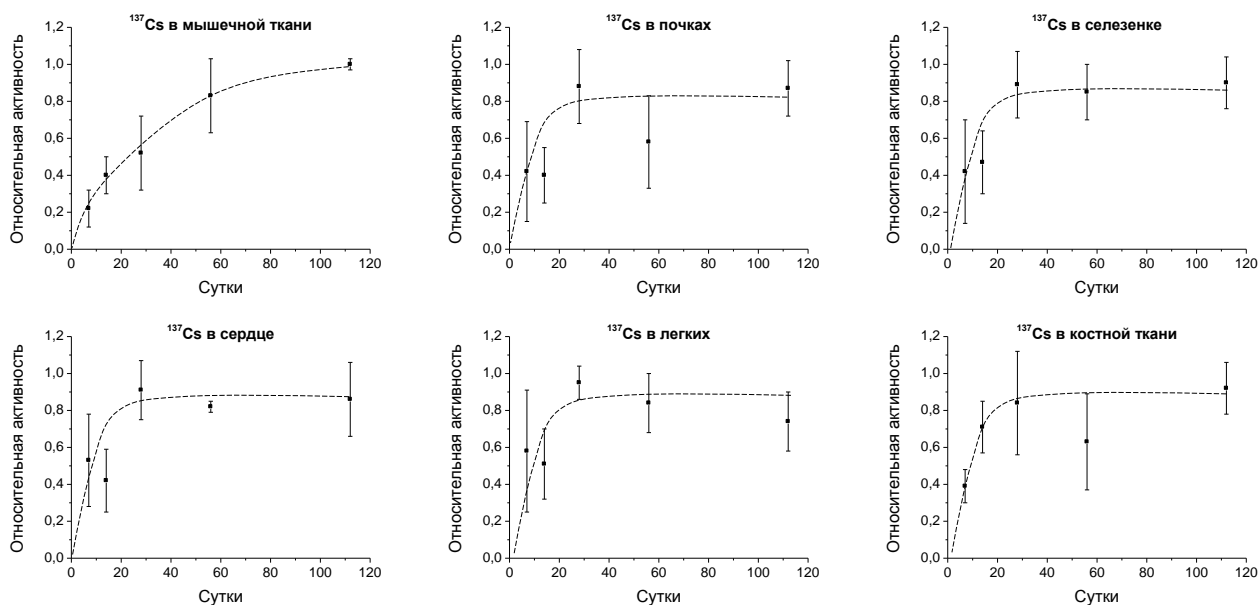 ¹³⁷Cs в мышечной ткани
Относительная активность
1,2
1,0
0,8
0,6
0,4
0,2
0,0
0 20 40 60 80 100 120
Сутки
¹³⁷Cs в почках
Относительная активность
1,2
1,0
0,8
0,6
0,4
0,2
0,0
0 20 40 60 80 100 120
Сутки
¹³⁷Cs в селезенке
Относительная активность
1,2
1,0
0,8
0,6
0,4
0,2
0,0
0 20 40 60 80 100 120
Сутки
¹³⁷Cs в сердце
Относительная активность
1,2
1,0
0,8
0,6
0,4
0,2
0,0
0 20 40 60 80 100 120
Сутки
¹³⁷Cs в легких
Относительная активность
1,2
1,0
0,8
0,6
0,4
0,2
0,0
0 20 40 60 80 100 120
Сутки
¹³⁷Cs в костной ткани
Относительная активность
1,2
1,0
0,8
0,6
0,4
0,2
0,0
0 20 40 60 80 100 120
Сутки